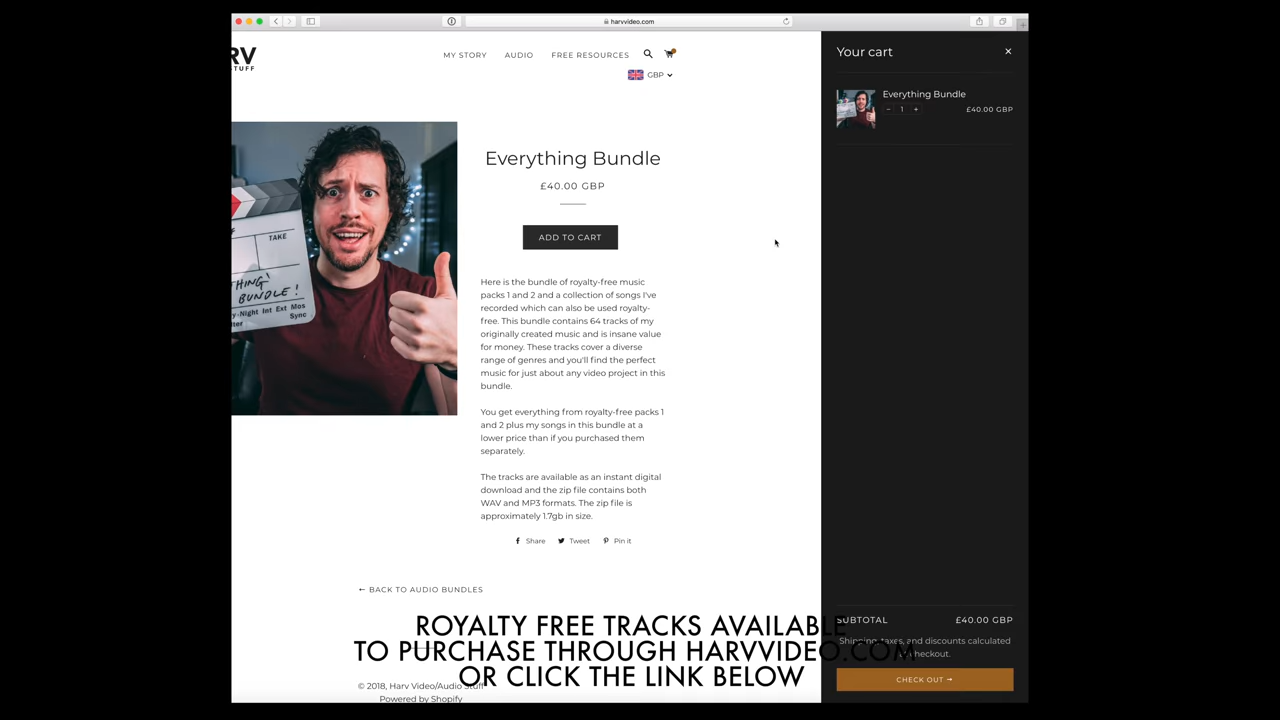 harvvideo.com
RV
STUFF
MY STORY AUDIO FREE RESOURCES
GBP
TAKE
THING
BUNDLE!
Night Int Ext Mos
Sync
Everything Bundle
£40.00 GBP
ADD TO CART
Here is the bundle of royalty-free music
packs 1 and 2 and a collection of songs I've
recorded which can also be used royalty-
free. This bundle contains 64 tracks of my
originally created music and is insane value
for money. These tracks cover a diverse
range of genres and you'll find the perfect
music for just about any video project in this
bundle.
You get everything from royalty-free packs 1
and 2 plus my songs in this bundle at a
lower price than if you purchased them
separately.
The tracks are available as an instant digital
download and the zip file contains both
WAV and MP3 formats. The zip file is
approximately 1.7gb in size.
Share Tweet Pin it
← BACK TO AUDIO BUNDLES
© 2018, Harv Video/Audio Stuff
Powered by Shopify
Your cart ×
Everything Bundle
− 1 + £40.00 GBP
SUBTOTAL £40.00 GBP
Shipping, taxes, and discounts calculated
at checkout.
CHECK OUT →
ROYALTY FREE TRACKS AVAILABLE
TO PURCHASE THROUGH HARVVIDEO.COM
OR CLICK THE LINK BELOW